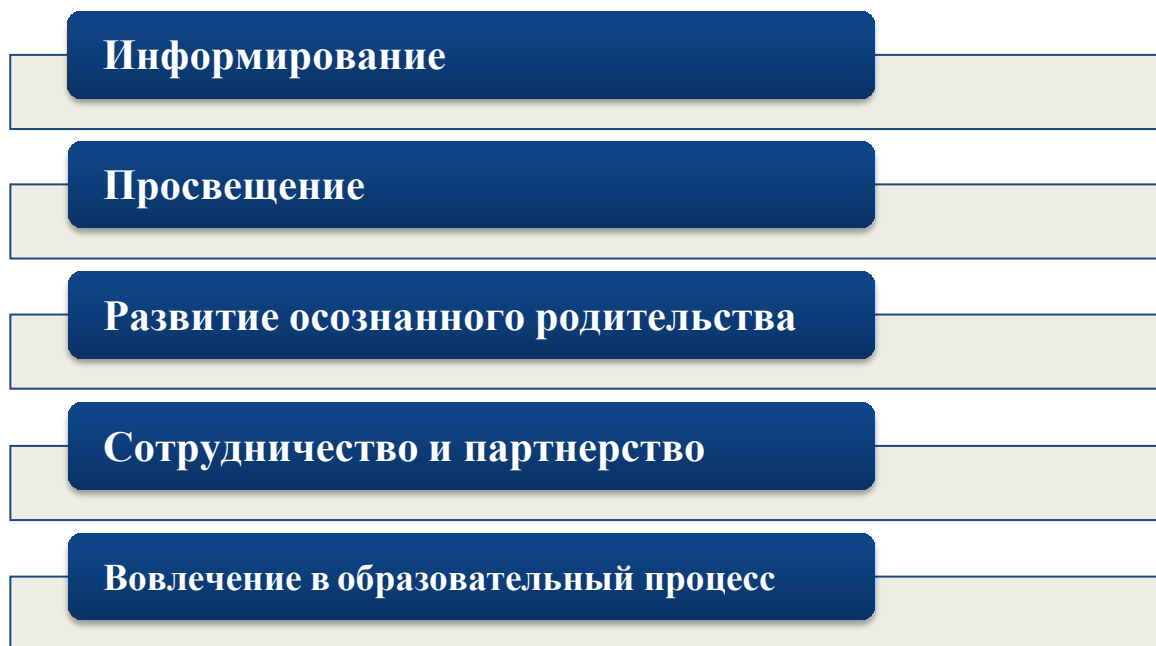 Информирование
Просвещение
Развитие осознанного родительства
Сотрудничество и партнерство
Вовлечение в образовательный процесс